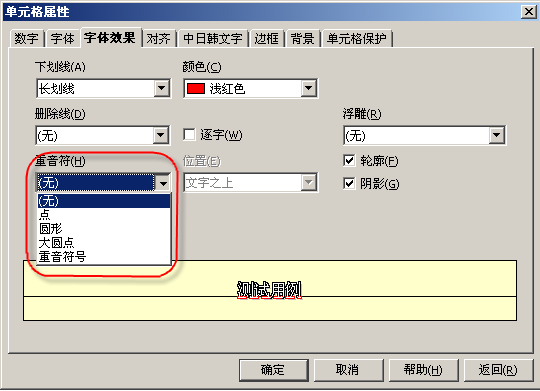 单元格属性
数字 字体 字体效果 对齐 中日韩文字 边框 背景 单元格保护
下划线(A) 颜色(C)
长划线 浅红色
删除线(D) 浮雕(R)
(无) 逐字(W) (无)
重音符(H) 位置(E) 轮廓(F)
(无) 文字之上 阴影(G)
(无)
点
圆形
大圆点
重音符号
测试用例
确定 取消 帮助(H) 返回(R)